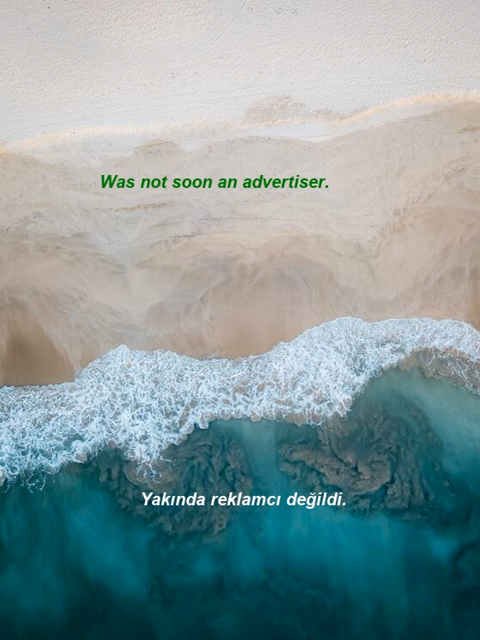 Was not soon an advertiser.
Yakında reklamcı değildi.